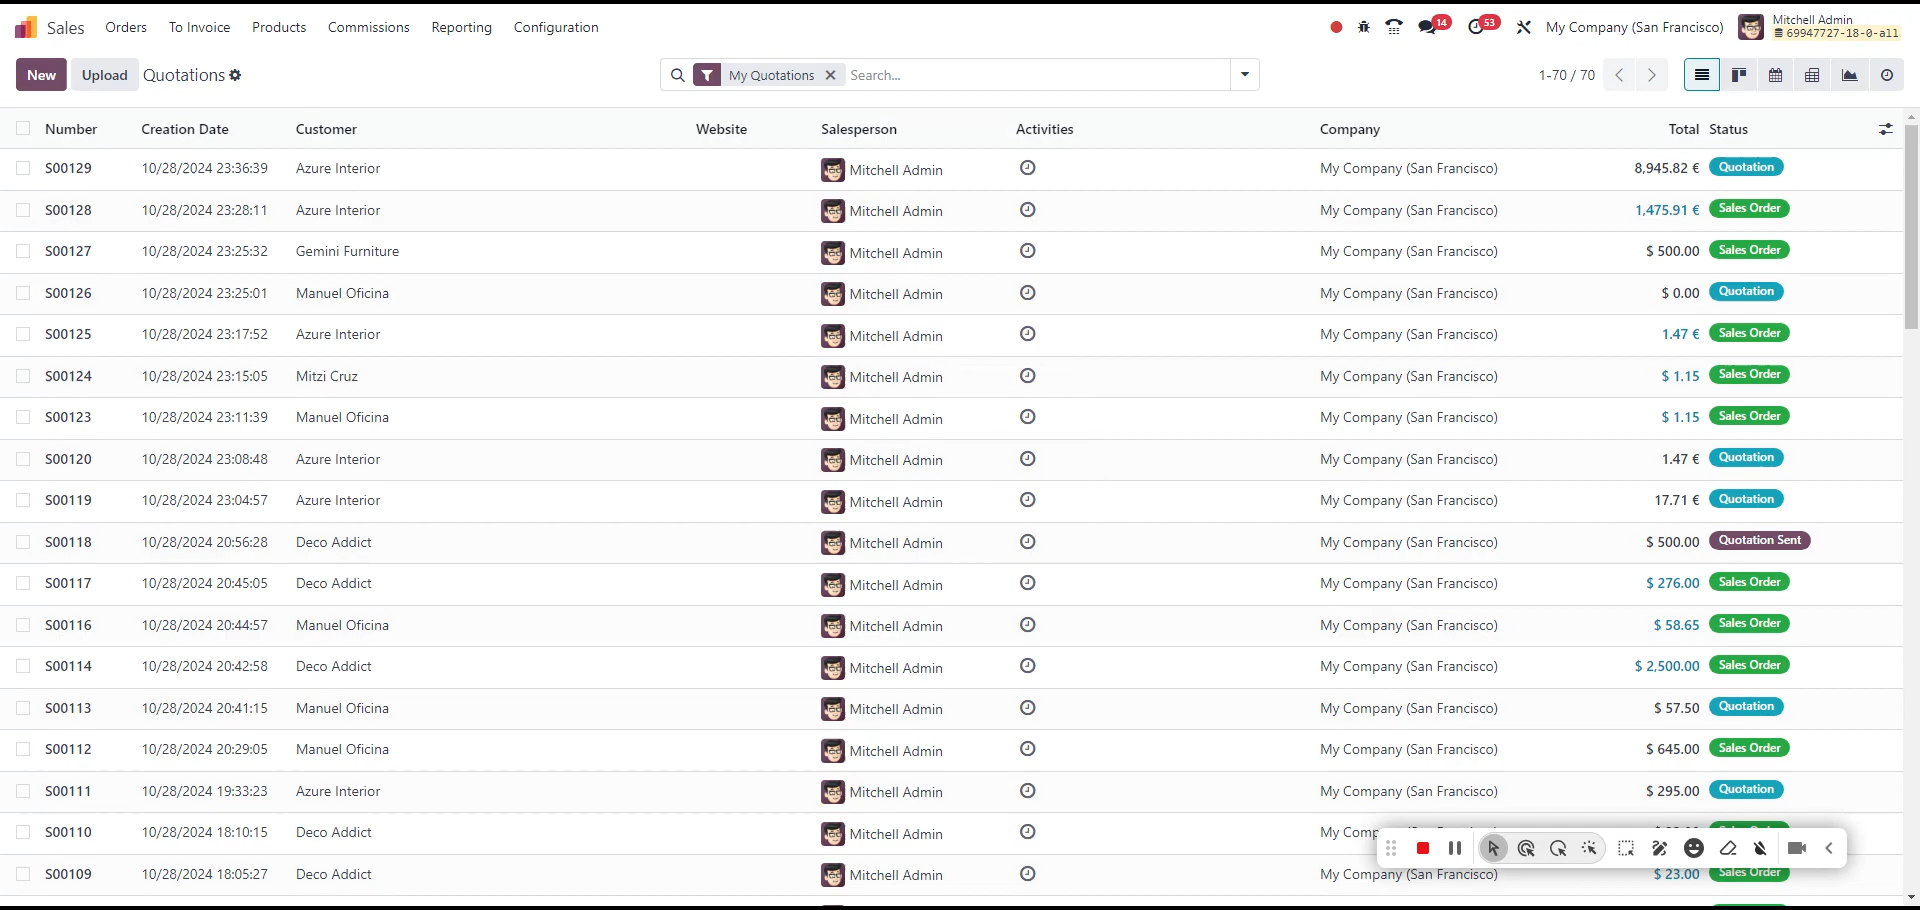 Sales Orders To Invoice Products Commissions Reporting Configuration 14 53 My Company (San Francisco) Mitchell Admin
69947727-18-0-all
New Upload Quotations My Quotations Search... 1-70 / 70
Number Creation Date Customer Website Salesperson Activities Company Total Status
S00129 10/28/2024 23:36:39 Azure Interior Mitchell Admin My Company (San Francisco) 8,945.82 € Quotation
S00128 10/28/2024 23:28:11 Azure Interior Mitchell Admin My Company (San Francisco) 1,475.91 € Sales Order
S00127 10/28/2024 23:25:32 Gemini Furniture Mitchell Admin My Company (San Francisco) $ 500.00 Sales Order
S00126 10/28/2024 23:25:01 Manuel Oficina Mitchell Admin My Company (San Francisco) $ 0.00 Quotation
S00125 10/28/2024 23:17:52 Azure Interior Mitchell Admin My Company (San Francisco) 1.47 € Sales Order
S00124 10/28/2024 23:15:05 Mitzi Cruz Mitchell Admin My Company (San Francisco) $ 1.15 Sales Order
S00123 10/28/2024 23:11:39 Manuel Oficina Mitchell Admin My Company (San Francisco) $ 1.15 Sales Order
S00120 10/28/2024 23:08:48 Azure Interior Mitchell Admin My Company (San Francisco) 1.47 € Quotation
S00119 10/28/2024 23:04:57 Azure Interior Mitchell Admin My Company (San Francisco) 17.71 € Quotation
S00118 10/28/2024 20:56:28 Deco Addict Mitchell Admin My Company (San Francisco) $ 500.00 Quotation Sent
S00117 10/28/2024 20:45:05 Deco Addict Mitchell Admin My Company (San Francisco) $ 276.00 Sales Order
S00116 10/28/2024 20:44:57 Manuel Oficina Mitchell Admin My Company (San Francisco) $ 58.65 Sales Order
S00114 10/28/2024 20:42:58 Deco Addict Mitchell Admin My Company (San Francisco) $ 2,500.00 Sales Order
S00113 10/28/2024 20:41:15 Manuel Oficina Mitchell Admin My Company (San Francisco) $ 57.50 Quotation
S00112 10/28/2024 20:29:05 Manuel Oficina Mitchell Admin My Company (San Francisco) $ 645.00 Sales Order
S00111 10/28/2024 19:33:23 Azure Interior Mitchell Admin My Company (San Francisco) $ 295.00 Quotation
S00110 10/28/2024 18:10:15 Deco Addict Mitchell Admin My
S00109 10/28/2024 18:05:27 Deco Addict Mitchell Admin My Company (San Francisco) $ 23.00 Sales Order